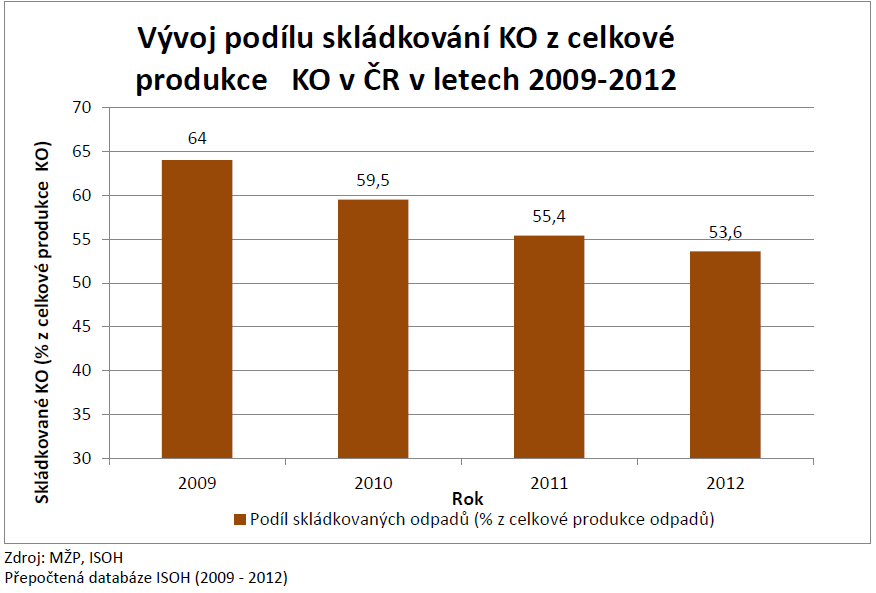 Vývoj podílu skládkování KO z celkové
produkce KO v ČR v letech 2009-2012
Skládkované KO (% z celkové produkce KO)
70
65
60
55
50
45
40
35
30
64
59,5
55,4
53,6
2009
2010
2011
2012
Rok
Podíl skládkovaných odpadů (% z celkové produkce odpadů)
Zdroj: MŽP, ISOH
Přepočtená databáze ISOH (2009 - 2012)